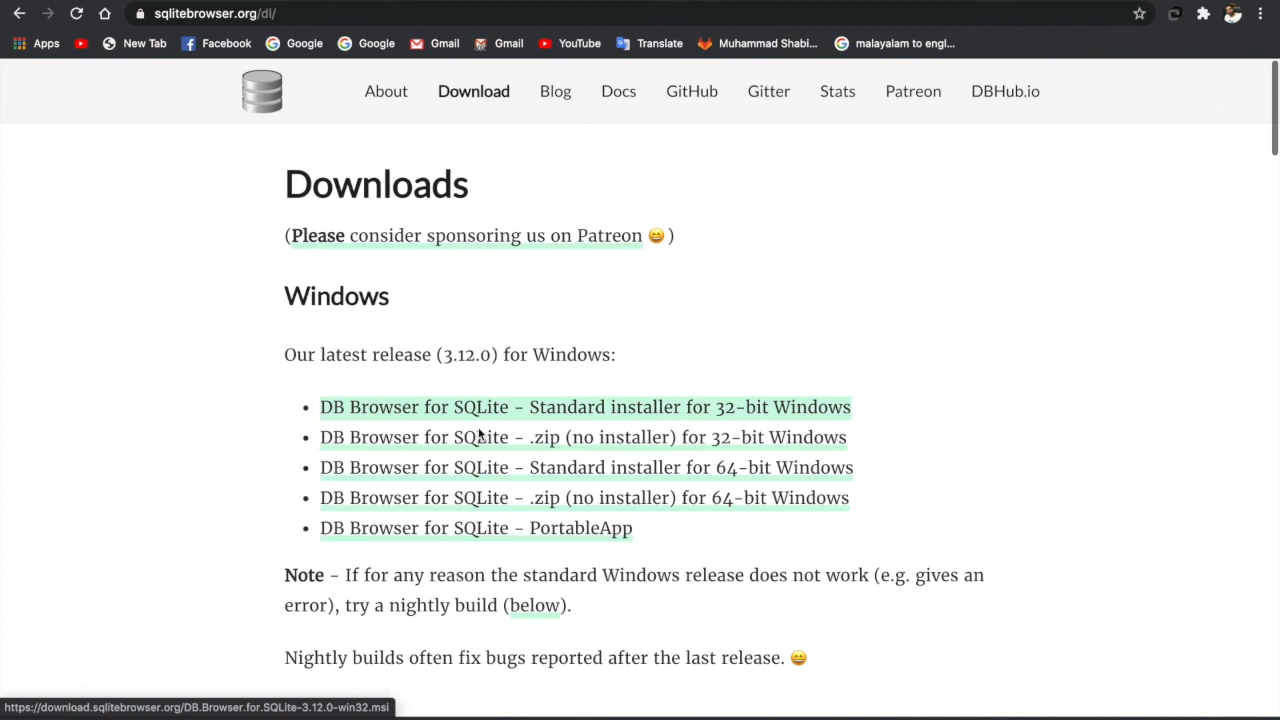 sqlitebrowser.org/dl/
Apps New Tab Facebook Google Google Gmail Gmail YouTube Translate Muhammad Shabi... malayalam to engl...
About Download Blog Docs GitHub Gitter Stats Patreon DBHub.io
Downloads
(Please consider sponsoring us on Patreon 😄 )
Windows
Our latest release (3.12.0) for Windows:
• DB Browser for SQLite - Standard installer for 32-bit Windows
• DB Browser for SQLite - .zip (no installer) for 32-bit Windows
• DB Browser for SQLite - Standard installer for 64-bit Windows
• DB Browser for SQLite - .zip (no installer) for 64-bit Windows
• DB Browser for SQLite - PortableApp
Note - If for any reason the standard Windows release does not work (e.g. gives an
error), try a nightly build (below).
Nightly builds often fix bugs reported after the last release. 😄
https://download.sqlitebrowser.org/DB.Browser.for.SQLite-3.12.0-win32.msi